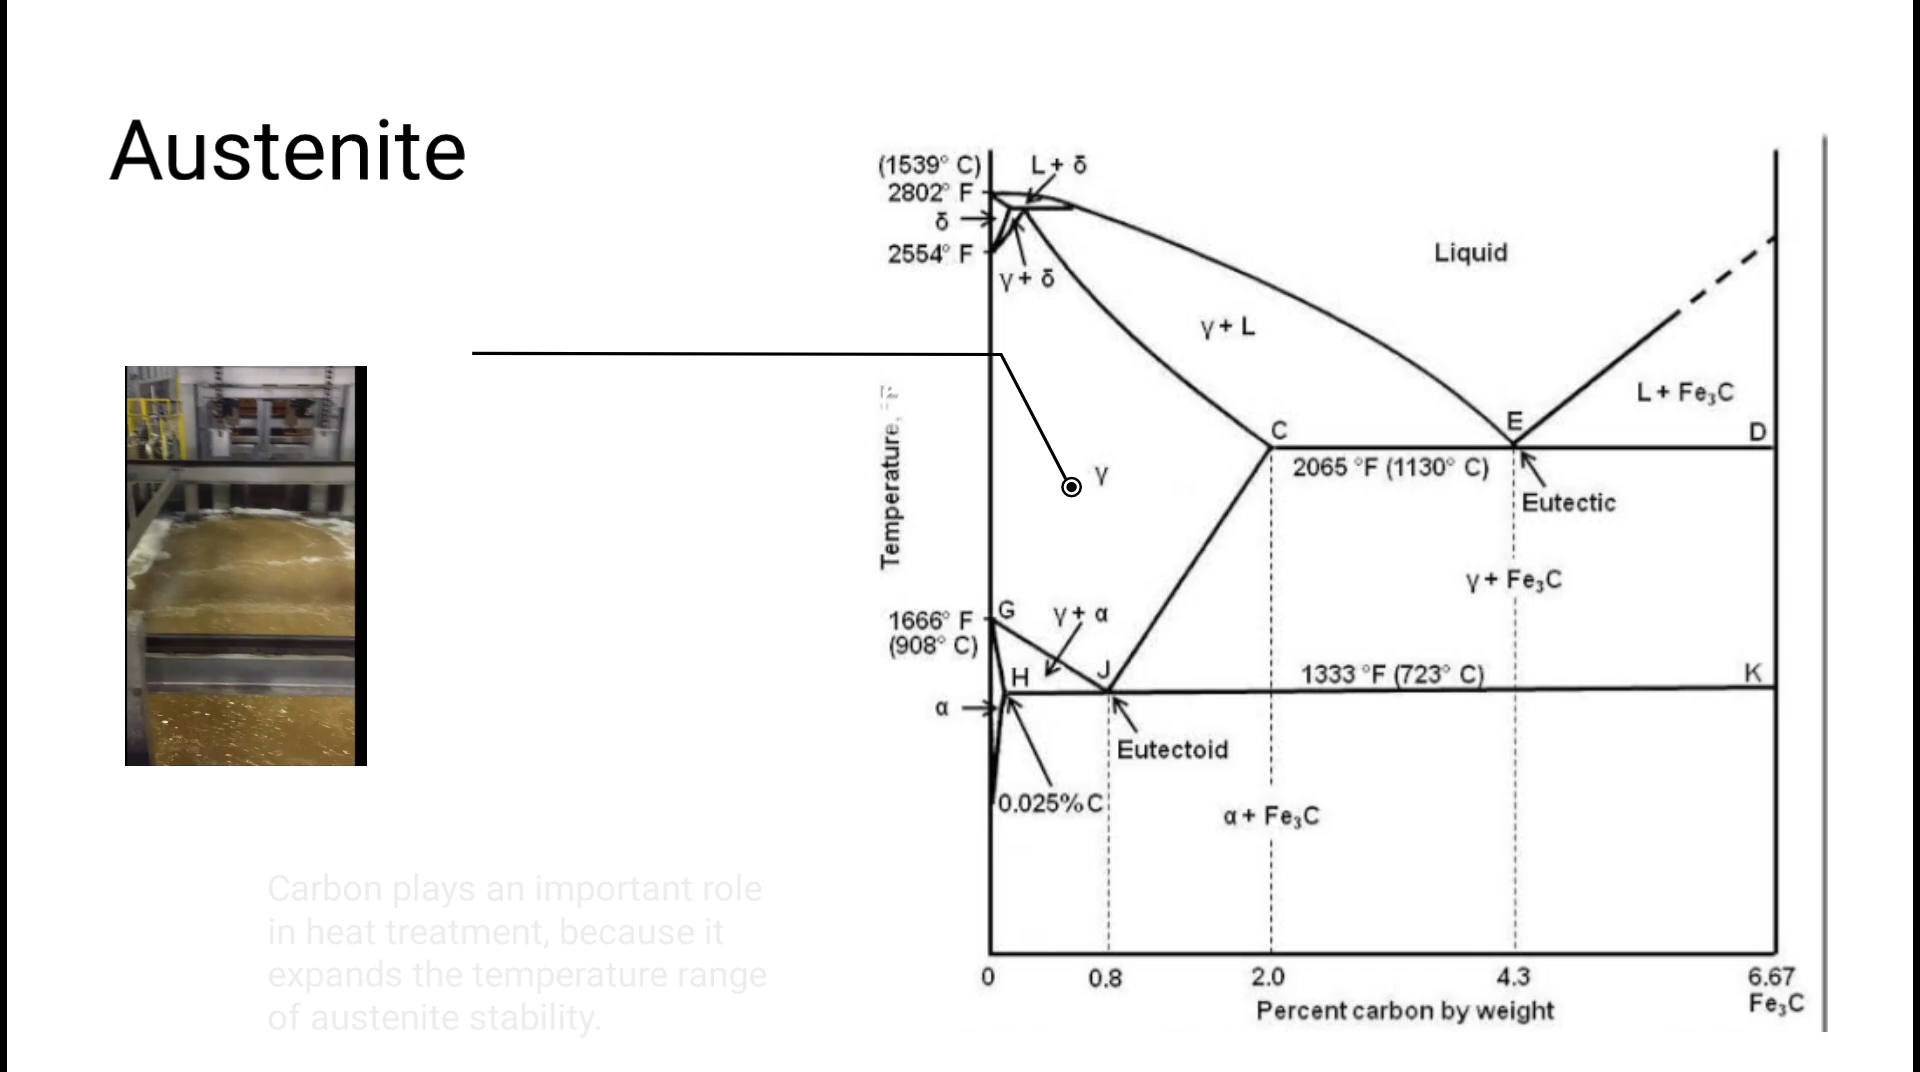 Austenite
(1539° C)
2802° F
L + δ
δ
2554° F
γ + δ
Liquid
γ + L
L + Fe₃C
Temperature,
C
E
D
2065 °F (1130° C)
γ
Eutectic
γ + Fe₃C
1666° F
(908° C)
G
γ + α
H
J
1333 °F (723° C)
K
α
Eutectoid
0.025% C
α + Fe₃C
Carbon plays an important role
in heat treatment, because it
expands the temperature range
of austenite stability.
0
0.8
2.0
4.3
6.67
Percent carbon by weight
Fe₃C